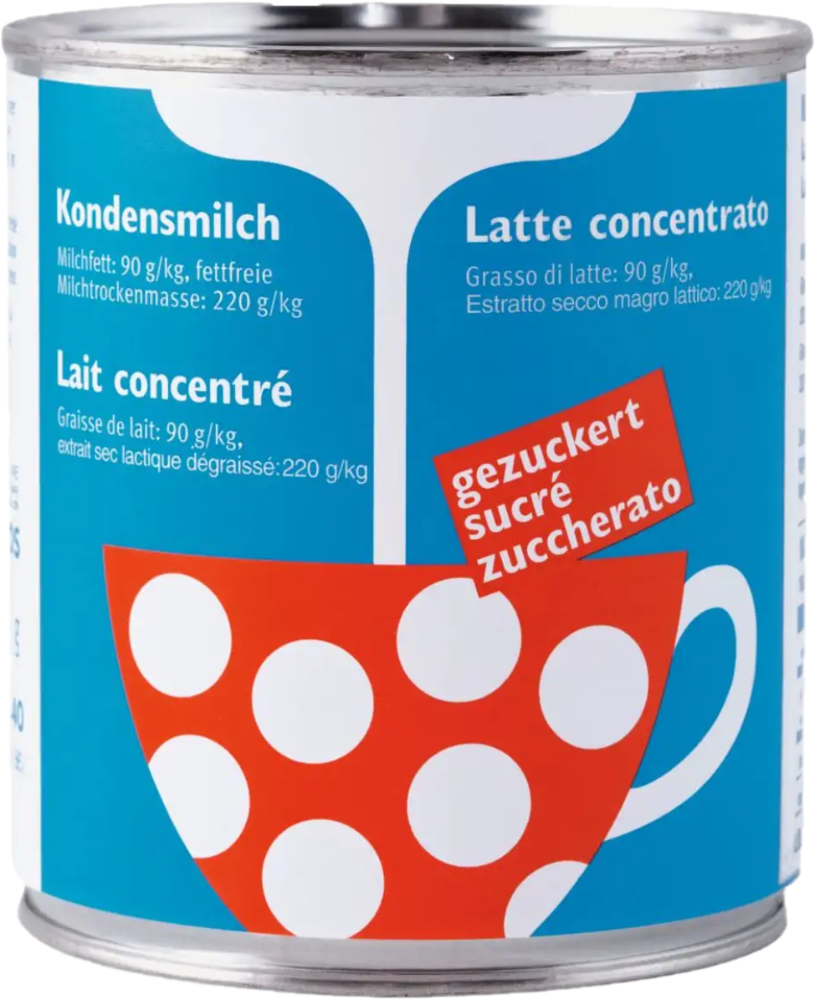 Kondensmilch
Milchfett: 90 g/kg, fettfreie
Milchtrockenmasse: 220 g/kg
Lait concentré
Graisse de lait: 90 g/kg,
extrait sec lactique dégraissé: 220 g/kg
Latte concentrato
Grasso di latte: 90 g/kg,
Estratto secco magro lattico: 220 g/kg
gezuckert
sucré
zuccherato